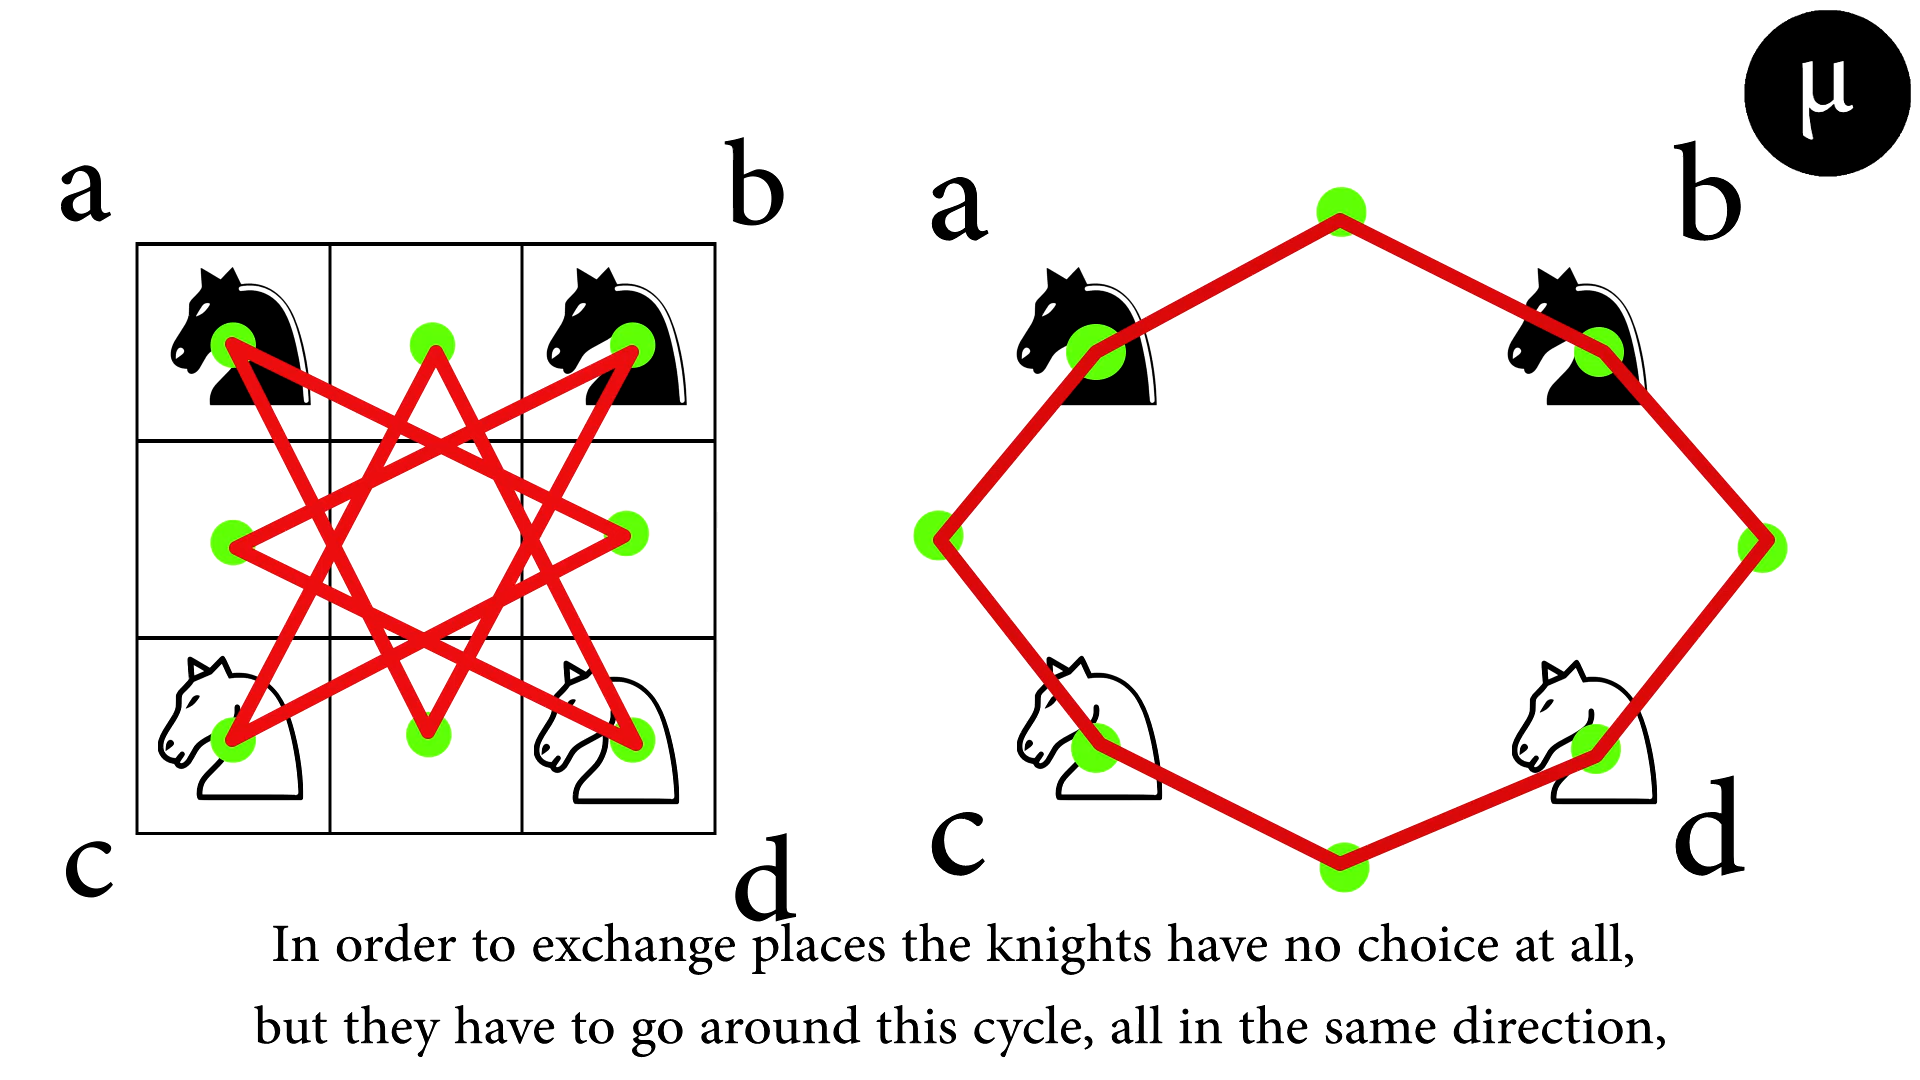 μ
a
b
a
b
c
d
c
d
In order to exchange places the knights have no choice at all,
but they have to go around this cycle, all in the same direction,